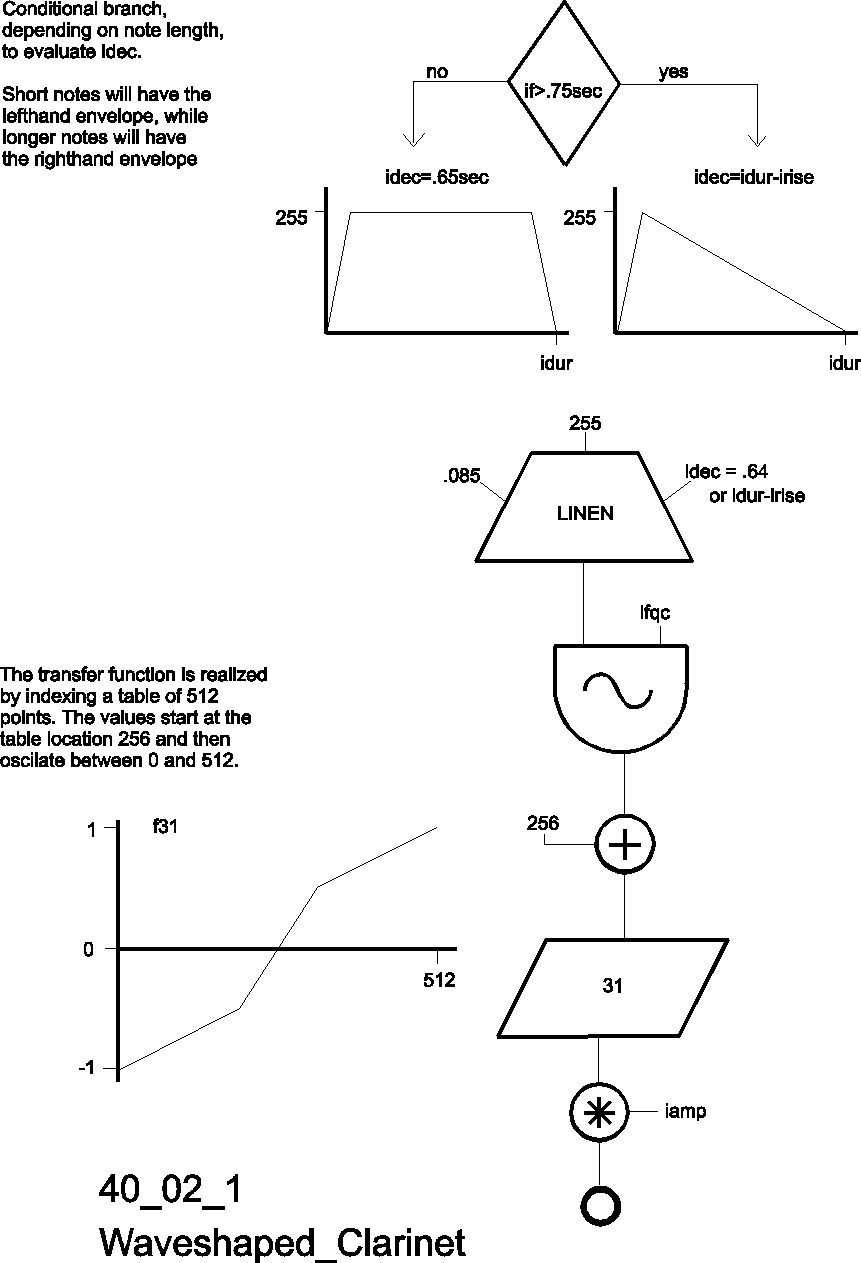 Conditional branch,
depending on note length,
to evaluate idec.
Short notes will have the
lefthand envelope, while
longer notes will have
the righthand envelope
if>.75sec
no
yes
idec=.65sec
idec=idur-irise
255
idur
255
idur
255
.085
idec = .64
or idur-irise
LINEN
ifqc
The transfer function is realized
by indexing a table of 512
points. The values start at the
table location 256 and then
oscilate between 0 and 512.
256
1
f31
0
512
-1
31
iamp
40_02_1
Waveshaped_Clarinet